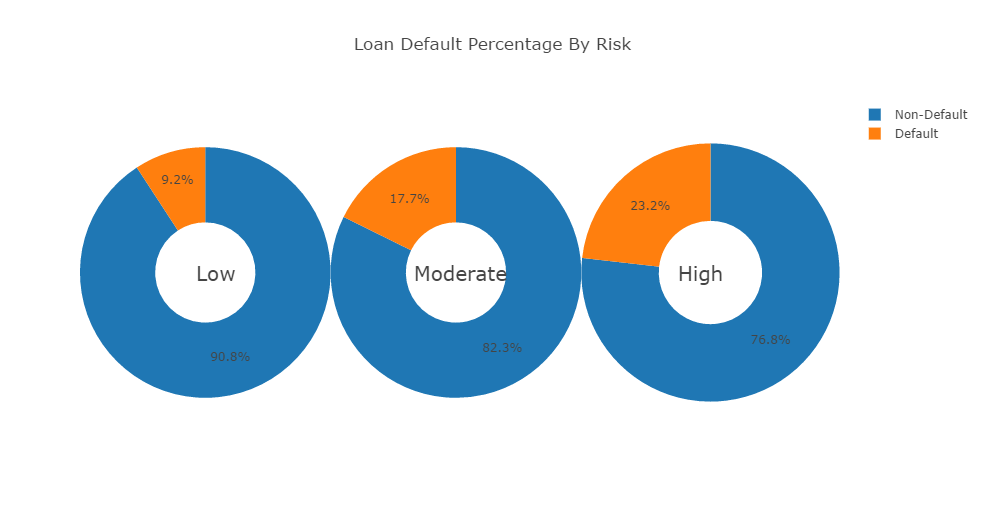 Loan Default Percentage By Risk
Non-Default
Default
9.2%
Low
90.8%
17.7%
Moderate
82.3%
23.2%
High
76.8%